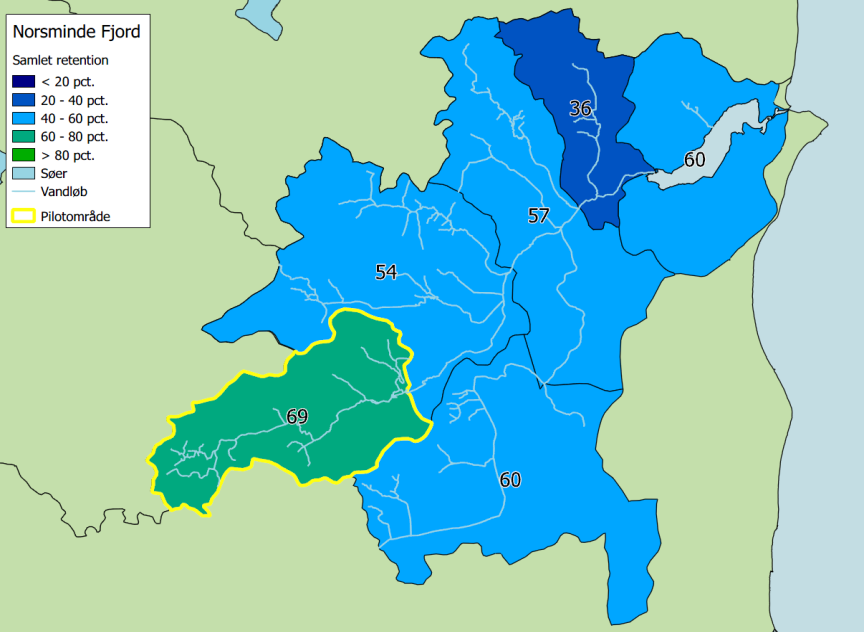 Norsminde Fjord
Samlet retention
< 20 pct.
20 - 40 pct.
40 - 60 pct.
60 - 80 pct.
> 80 pct.
Søer
Vandløb
Pilotområde
36
60
57
54
69
60